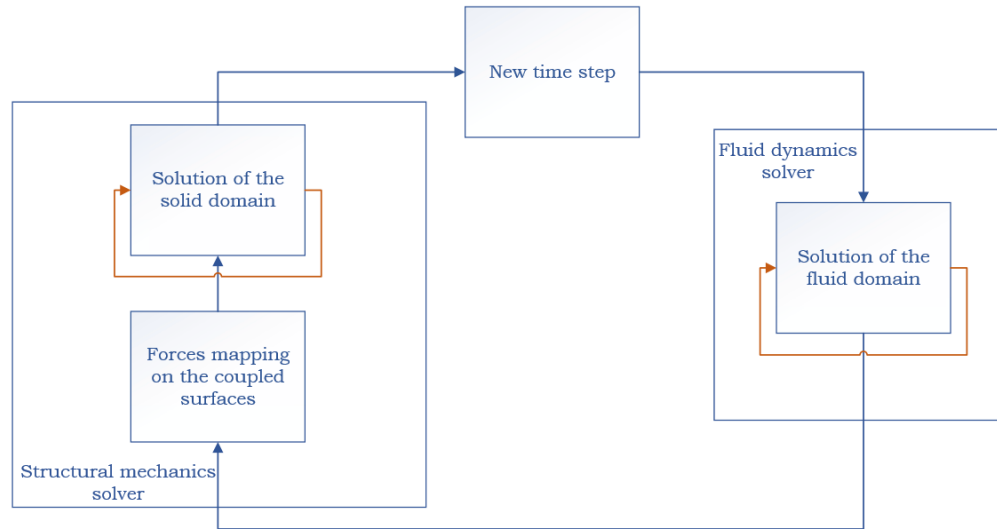 New time step
Solution of the
solid domain
Forces mapping
on the coupled
surfaces
Structural mechanics
solver
Fluid dynamics
solver
Solution of the
fluid domain